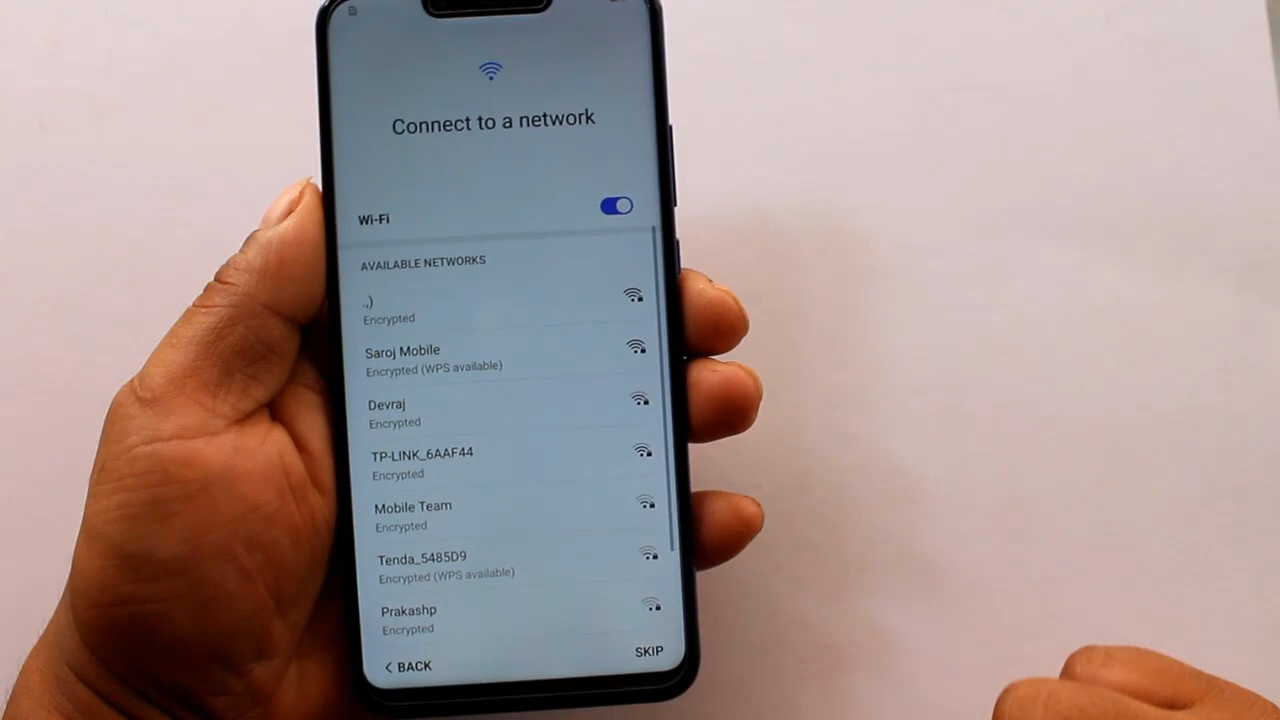 Connect to a network
Wi-Fi
AVAILABLE NETWORKS
.,)
Encrypted
Saroj Mobile
Encrypted (WPS available)
Devraj
Encrypted
TP-LINK_6AAF44
Encrypted
Mobile Team
Encrypted
Tenda_5485D9
Encrypted (WPS available)
Prakashp
Encrypted
BACK
SKIP